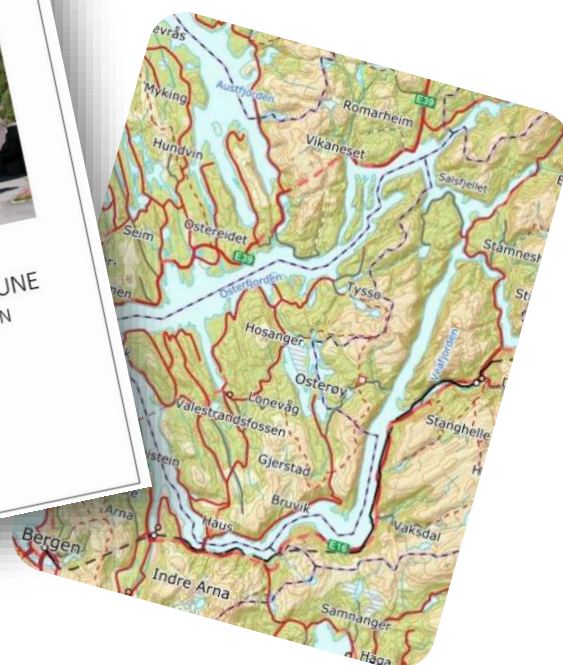 UNE
N
evrås
Austfjorden
E39
Myking
Romarheim
Vikaneset
Hundvin
Salsfjellet
Seim
Ostereidet
E39
Osterfjorden
Tysso
Hosanger
Veafjorden
Osterøy
Lonevåg
Valestrandsfossen
Stanghelle
Gjerstad
Bruvik
Arna
Haus
Vaksdal
Bergen
E16
Indre Arna
Samnanger
Haga